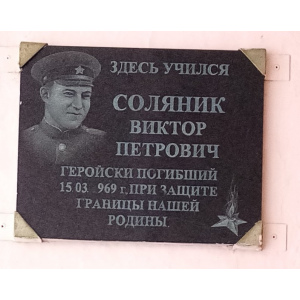 ЗДЕСЬ УЧИЛСЯ
СОЛЯНИК
ВИКТОР
ПЕТРОВИЧ
ГЕРОЙСКИ ПОГИБШИЙ
15 03 969 г, ПРИ ЗАЩИТЕ
ГРАНИЦЫ НАШЕЙ
РОДИНЫ.